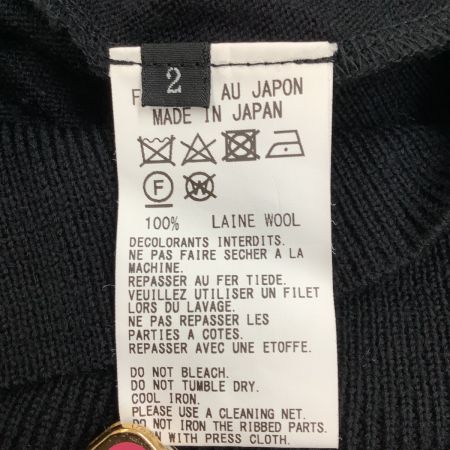 2
AU JAPON
MADE IN JAPAN
F W
100% LAINE WOOL
DECOLORANTS INTERDITS.
NE PAS FAIRE SECHER A LA
MACHINE.
REPASSER AU FER TIEDE.
VEUILLEZ UTILISER UN FILET
LORS DU LAVAGE.
NE PAS REPASSER LES
PARTIES A COTES.
REPASSER AVEC UNE ETOFFE.
DO NOT BLEACH.
DO NOT TUMBLE DRY.
COOL IRON.
PLEASE USE A CLEANING NET.
DO NOT IRON THE RIBBED PARTS.
WITH PRESS CLOTH.